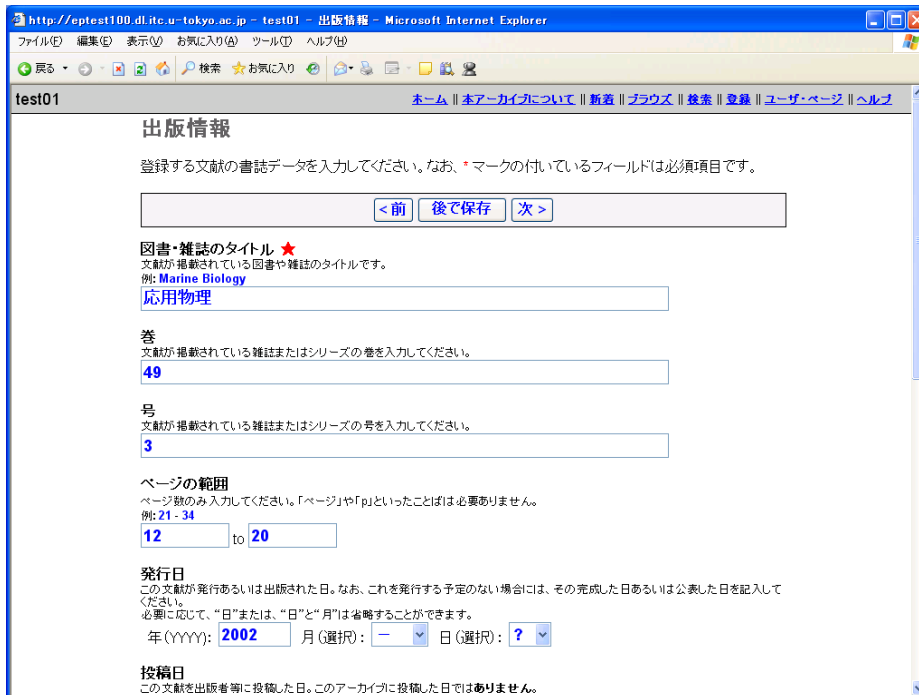 http://eptest100.dl.itc.u-tokyo.ac.jp - test01 - 出版情報 - Microsoft Internet Explorer
ファイル(F) 編集(E) 表示(V) お気に入り(A) ツール(T) ヘルプ(H)
戻る 検索 お気に入り
test01 ホーム || 本アーカイブについて || 新着 || ブラウズ || 検索 || 登録 || ユーザ・ページ || ヘルプ
出版情報
登録する文献の書誌データを入力してください。なお、*マークの付いているフィールドは必須項目です。
<前 後で保存 次>
図書・雑誌のタイトル ★
文献が掲載されている図書や雑誌のタイトルです。
例: Marine Biology
応用物理
巻
文献が掲載されている雑誌またはシリーズの巻を入力してください。
49
号
文献が掲載されている雑誌またはシリーズの号を入力してください。
3
ページの範囲
ページ数のみ入力してください。「ページ」や「p」といったことばは必要ありません。
例: 21 - 34
12 to 20
発行日
この文献が発行あるいは出版された日。なお、これを発行する予定のない場合には、その完成した日あるいは公表した日を記入して
ください。
必要に応じて、“日”または、“日”と“月”は省略することができます。
年(YYYY): 2002 月(選択): － 日(選択): ?
投稿日
この文献を出版者等に投稿した日。このアーカイブに投稿した日ではありません。